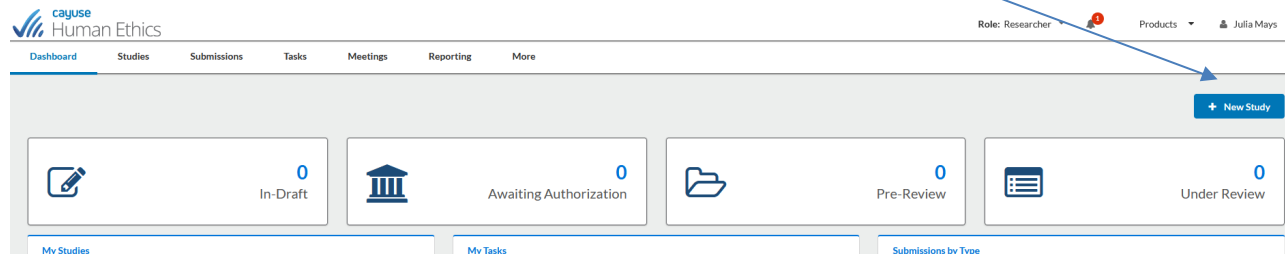 cayuse
Human Ethics
Role: Researcher
1
Products
Julia Mays
Dashboard Studies Submissions Tasks Meetings Reporting More
+ New Study
0
In-Draft
0
Awaiting Authorization
0
Pre-Review
0
Under Review
My Studies
My Tasks
Submissions by Type